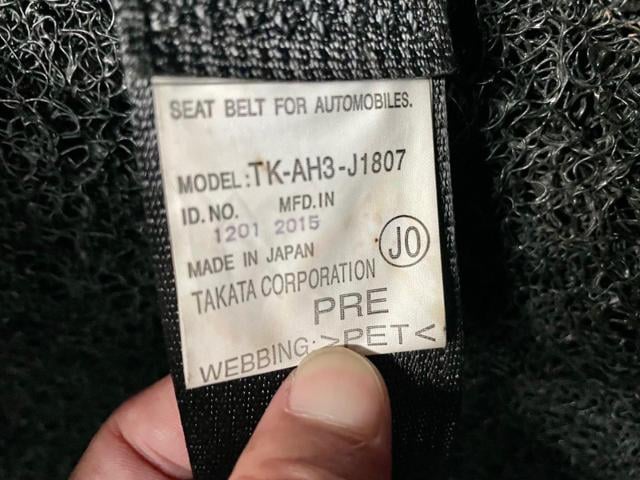 SEAT BELT FOR AUTOMOBILES.
MODEL:TK-AH3-J1807
ID.NO. MFD.IN
1201 2015
MADE IN JAPAN JO
TAKATA CORPORATION
PRE
WEBBING:>PET<